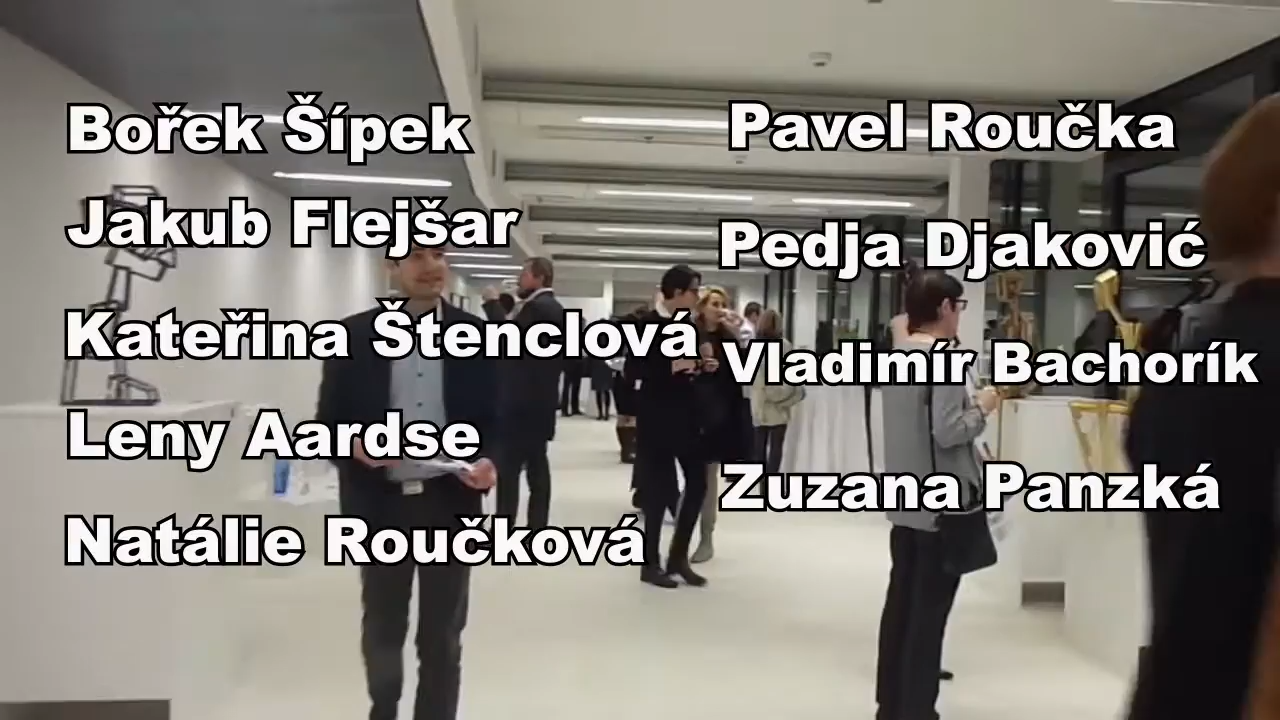 Bořek Šípek
Jakub Flejšar
Kateřina Štenclová
Leny Aardse
Natálie Roučková
Pavel Roučka
Pedja Djaković
Vladimír Bachorík
Zuzana Panzká